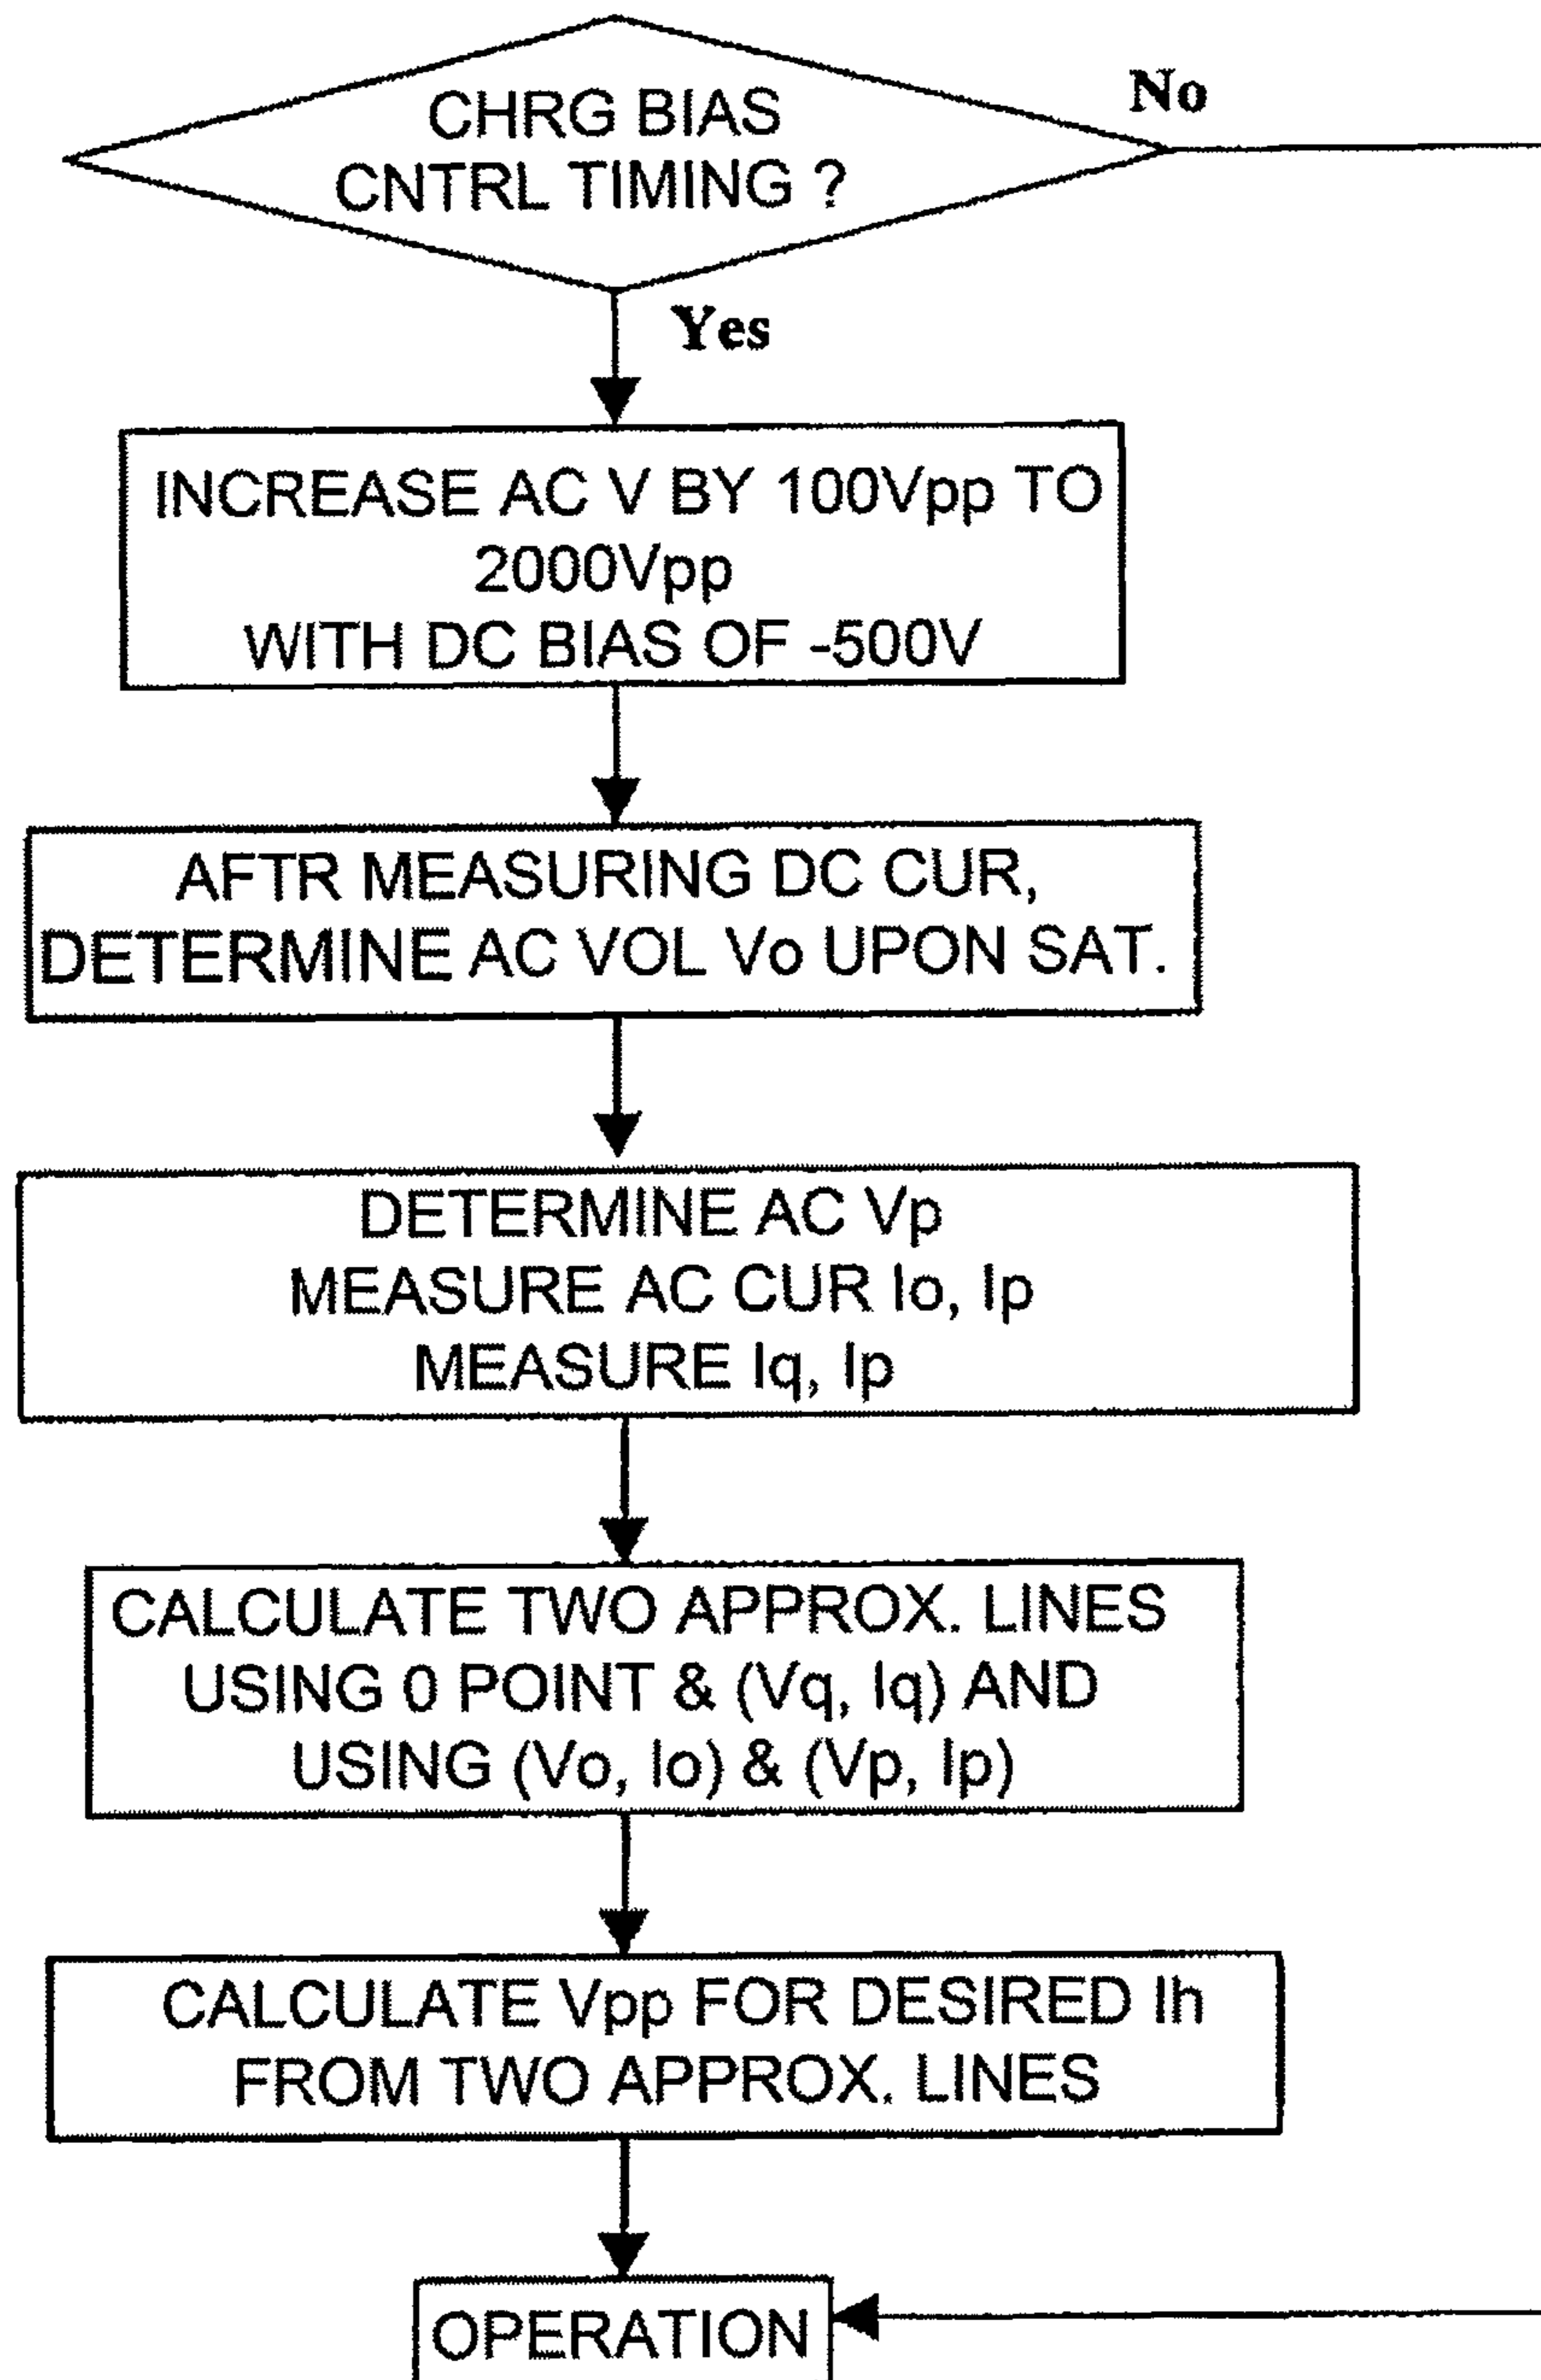 CHRG BIAS
CNTRL TIMING ?
No
Yes
INCREASE AC V BY 100Vpp TO
2000Vpp
WITH DC BIAS OF -500V
AFTR MEASURING DC CUR,
DETERMINE AC VOL Vo UPON SAT.
DETERMINE AC Vp
MEASURE AC CUR Io, Ip
MEASURE Iq, Ip
CALCULATE TWO APPROX. LINES
USING 0 POINT & (Vq, Iq) AND
USING (Vo, Io) & (Vp, Ip)
CALCULATE Vpp FOR DESIRED Ih
FROM TWO APPROX. LINES
OPERATION